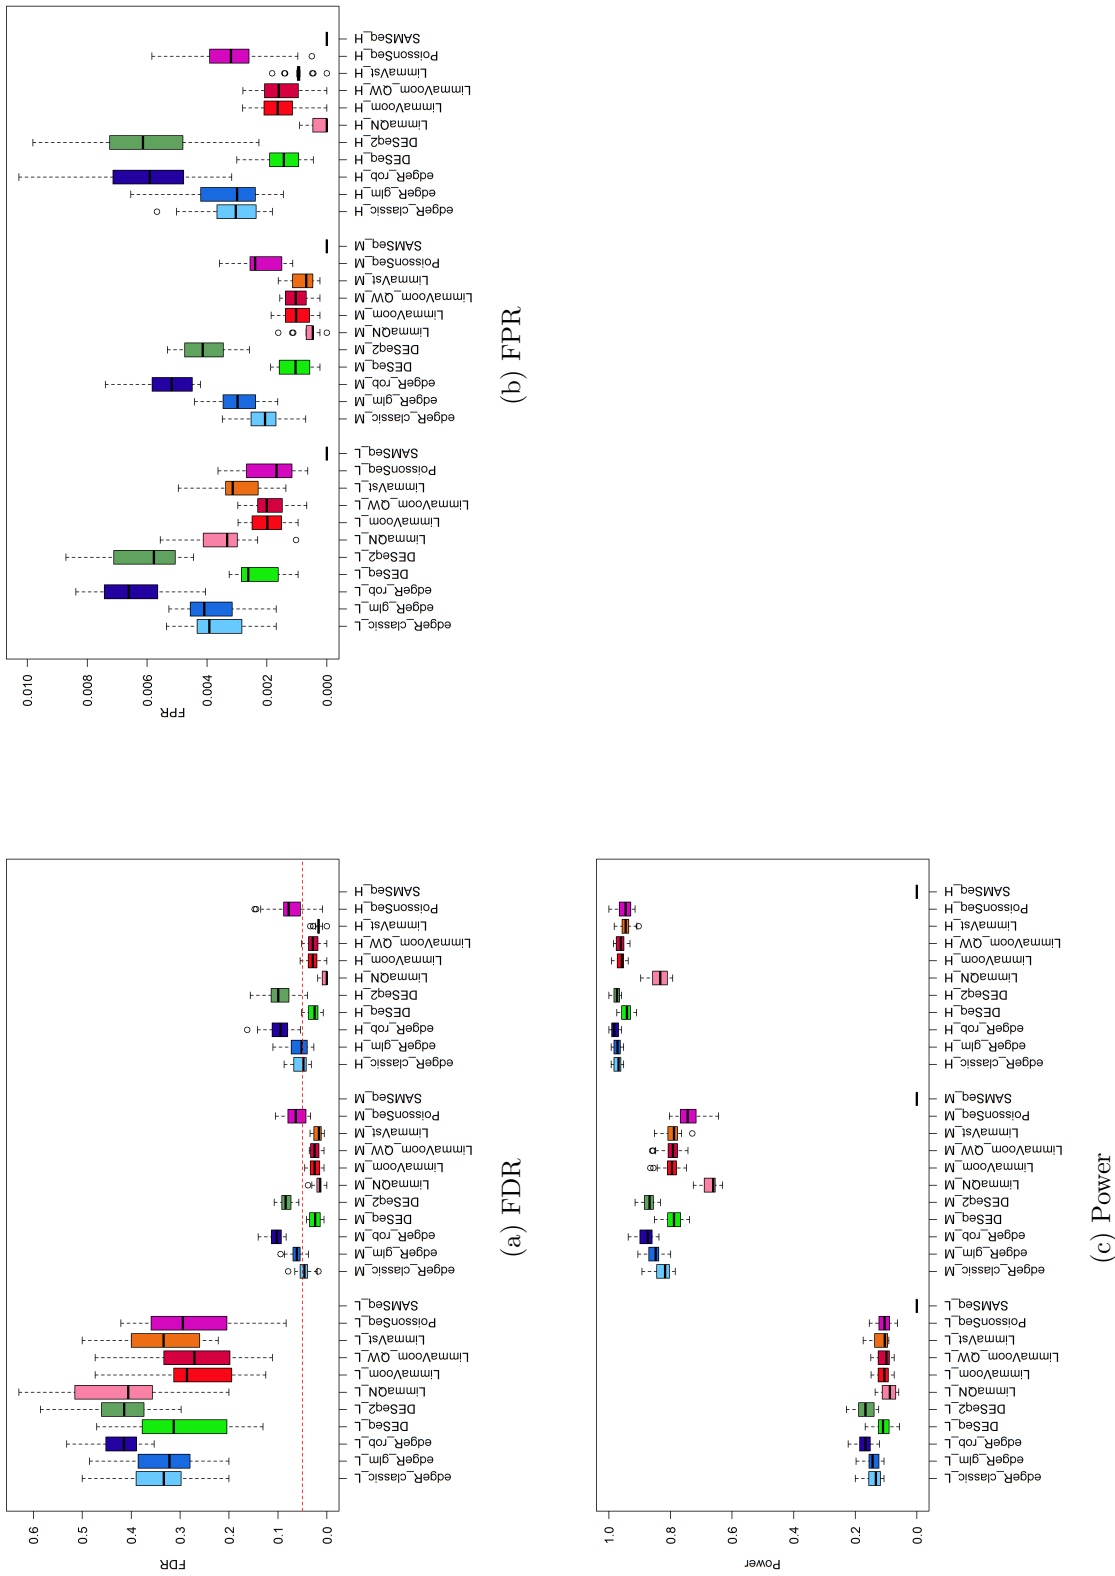 FDR
0.0
0.1
0.2
0.3
0.4
0.5
0.6
edgeR_classic_L
edgeR_glm_L
edgeR_rob_L
DESeq_L
DESeq2_L
LimmaQN_L
LimmaVoom_L
LimmaVoom_QW_L
LimmaVst_L
PoissonSeq_L
SAMSeq_L
edgeR_classic_M
edgeR_glm_M
edgeR_rob_M
DESeq_M
DESeq2_M
LimmaQN_M
LimmaVoom_M
LimmaVoom_QW_M
LimmaVst_M
PoissonSeq_M
SAMSeq_M
edgeR_classic_H
edgeR_glm_H
edgeR_rob_H
DESeq_H
DESeq2_H
LimmaQN_H
LimmaVoom_H
LimmaVoom_QW_H
LimmaVst_H
PoissonSeq_H
SAMSeq_H
(a) FDR
FPR
0.000
0.002
0.004
0.006
0.008
0.010
edgeR_classic_L
edgeR_glm_L
edgeR_rob_L
DESeq_L
DESeq2_L
LimmaQN_L
LimmaVoom_L
LimmaVoom_QW_L
LimmaVst_L
PoissonSeq_L
SAMSeq_L
edgeR_classic_M
edgeR_glm_M
edgeR_rob_M
DESeq_M
DESeq2_M
LimmaQN_M
LimmaVoom_M
LimmaVoom_QW_M
LimmaVst_M
PoissonSeq_M
SAMSeq_M
edgeR_classic_H
edgeR_glm_H
edgeR_rob_H
DESeq_H
DESeq2_H
LimmaQN_H
LimmaVoom_H
LimmaVoom_QW_H
LimmaVst_H
PoissonSeq_H
SAMSeq_H
(b) FPR
Power
0.0
0.2
0.4
0.6
0.8
1.0
edgeR_classic_L
edgeR_glm_L
edgeR_rob_L
DESeq_L
DESeq2_L
LimmaQN_L
LimmaVoom_L
LimmaVoom_QW_L
LimmaVst_L
PoissonSeq_L
SAMSeq_L
edgeR_classic_M
edgeR_glm_M
edgeR_rob_M
DESeq_M
DESeq2_M
LimmaQN_M
LimmaVoom_M
LimmaVoom_QW_M
LimmaVst_M
PoissonSeq_M
SAMSeq_M
edgeR_classic_H
edgeR_glm_H
edgeR_rob_H
DESeq_H
DESeq2_H
LimmaQN_H
LimmaVoom_H
LimmaVoom_QW_H
LimmaVst_H
PoissonSeq_H
SAMSeq_H
(c) Power